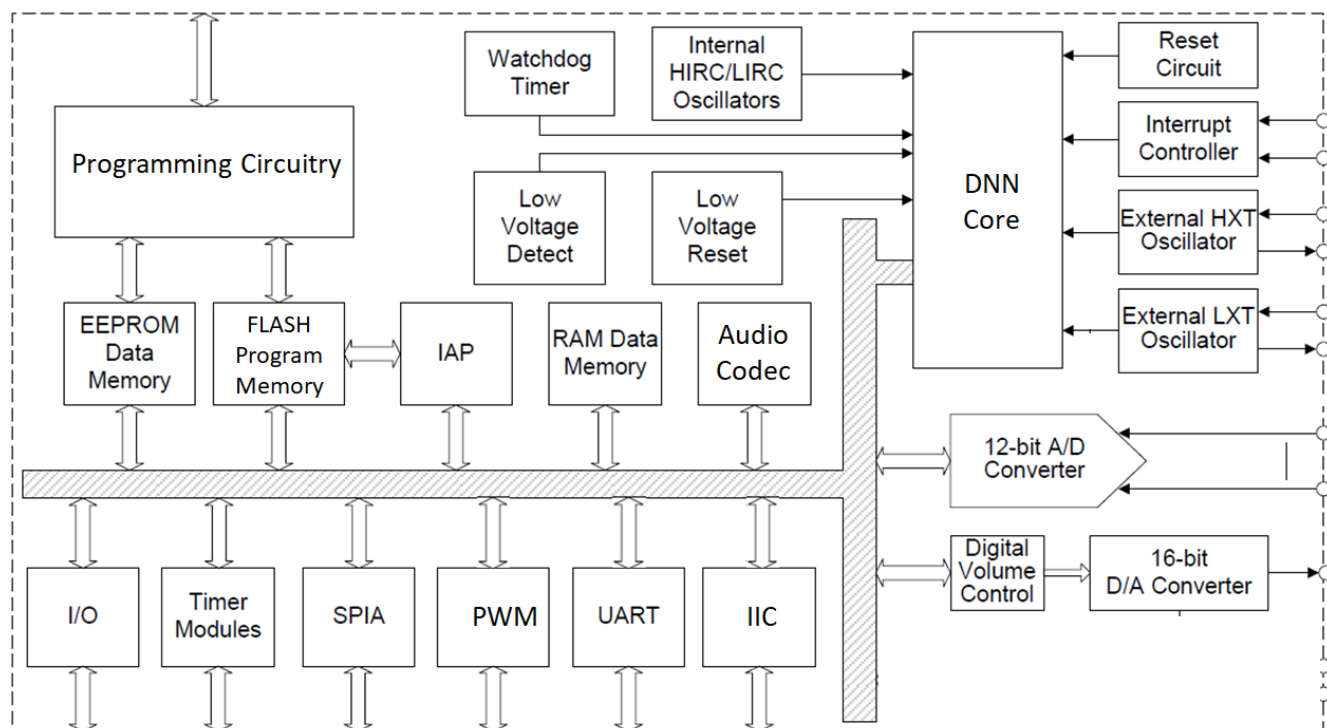 Watchdog
Timer
Internal
HIRC/LIRC
Oscillators
Reset
Circuit
Programming Circuitry
Interrupt
Controller
DNN
Core
Low
Voltage
Detect
Low
Voltage
Reset
External HXT
Oscillator
EEPROM
Data
Memory
FLASH
Program
Memory
IAP
RAM Data
Memory
Audio
Codec
External LXT
Oscillator
12-bit A/D
Converter
Digital
Volume
Control
16-bit
D/A Converter
I/O
Timer
Modules
SPIA
PWM
UART
IIC